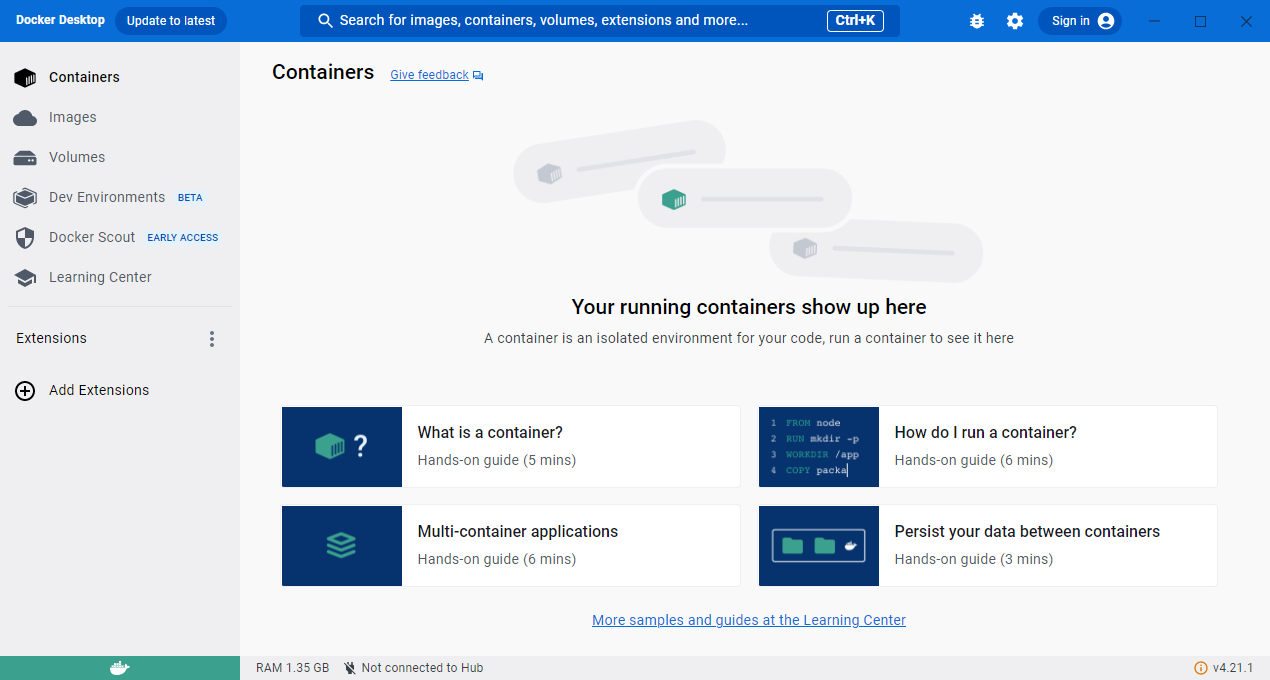 Docker Desktop
Update to latest
Search for images, containers, volumes, extensions and more...
Ctrl+K
Sign in
Containers
Images
Volumes
Dev Environments BETA
Docker Scout EARLY ACCESS
Learning Center
Extensions
Add Extensions
Containers
Give feedback
Your running containers show up here
A container is an isolated environment for your code, run a container to see it here
?
What is a container?
Hands-on guide (5 mins)
1 FROM node
2 RUN mkdir -p
3 WORKDIR /app
4 COPY packa
How do I run a container?
Hands-on guide (6 mins)
Multi-container applications
Hands-on guide (6 mins)
Persist your data between containers
Hands-on guide (3 mins)
More samples and guides at the Learning Center
RAM 1.35 GB
Not connected to Hub
v4.21.1